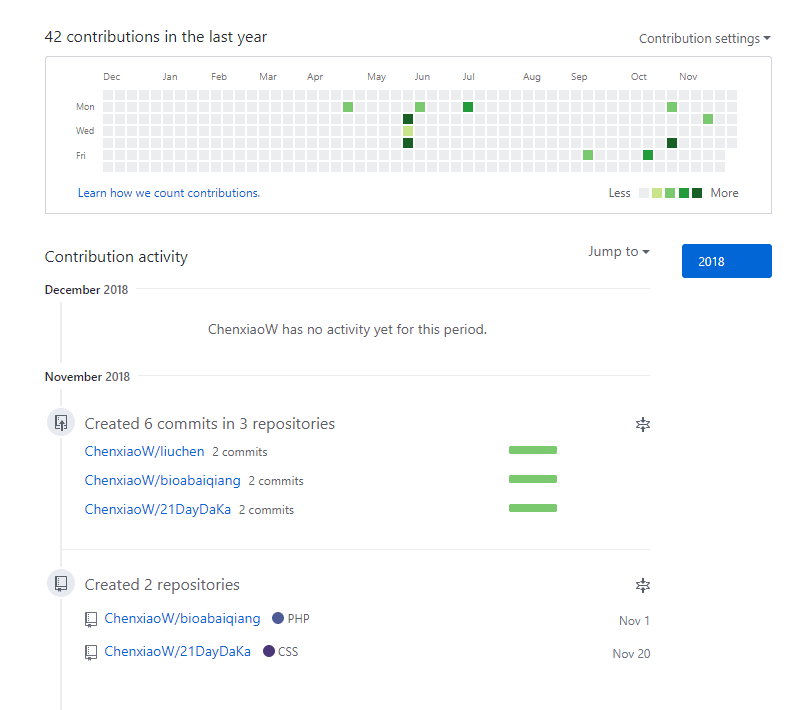 42 contributions in the last year
Contribution settings
Dec Jan Feb Mar Apr May Jun Jul Aug Sep Oct Nov
Mon
Wed
Fri
Learn how we count contributions.
Less More
Contribution activity
Jump to
2018
December 2018
ChenxiaoW has no activity yet for this period.
November 2018
Created 6 commits in 3 repositories
ChenxiaoW/liuchen 2 commits
ChenxiaoW/bioabaiqiang 2 commits
ChenxiaoW/21DayDaKa 2 commits
Created 2 repositories
ChenxiaoW/bioabaiqiang PHP Nov 1
ChenxiaoW/21DayDaKa CSS Nov 20